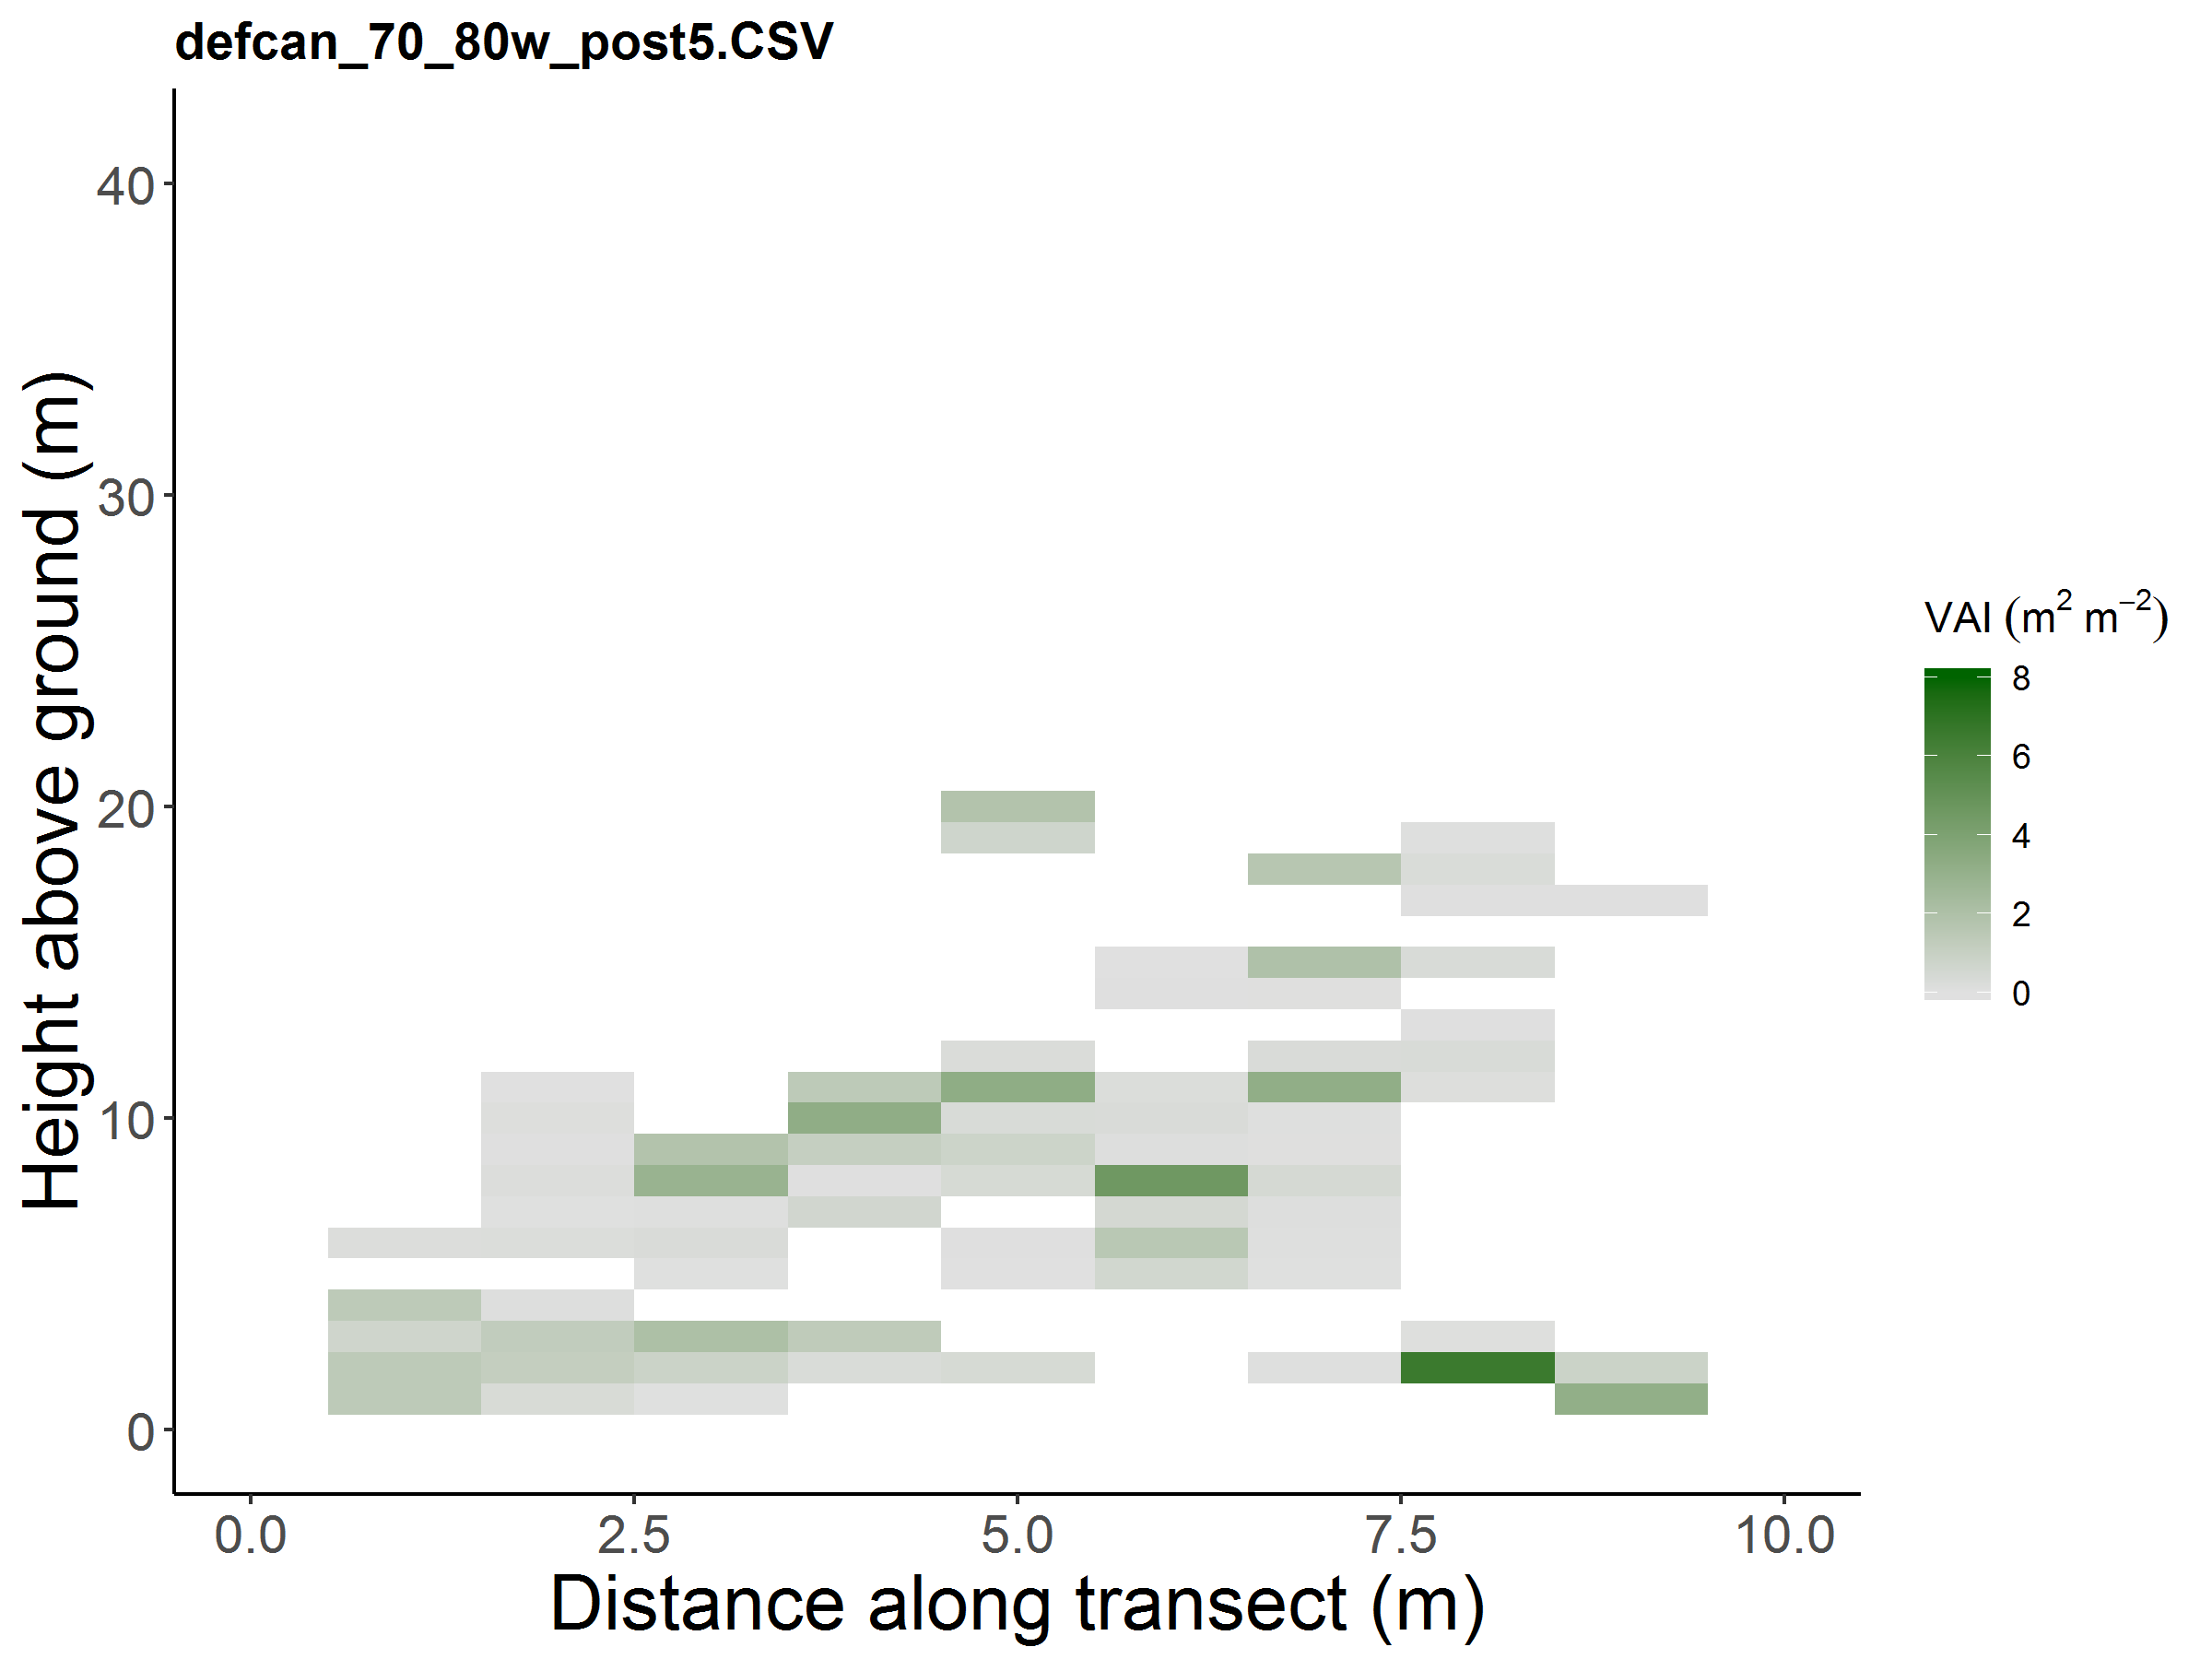 defcan_70_80w_post5.CSV
Height above ground (m)
40
30
20
10
0
0.0 2.5 5.0 7.5 10.0
Distance along transect (m)
VAI (m² m⁻²)
8
6
4
2
0